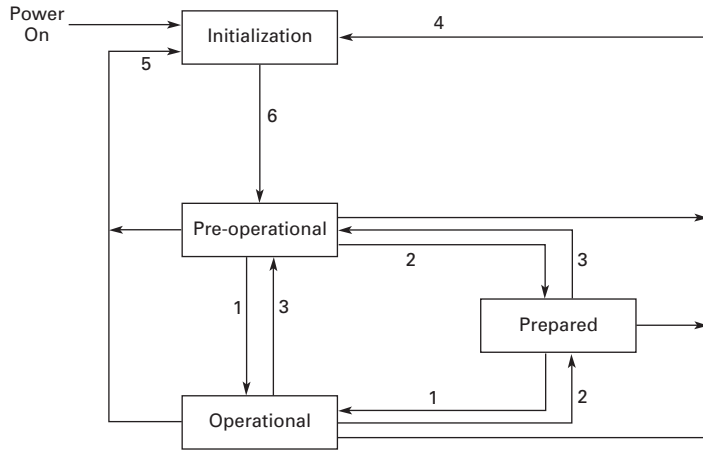 Power
On
Initialization
4
5
6
Pre-operational
2
3
1
3
Prepared
1
2
Operational